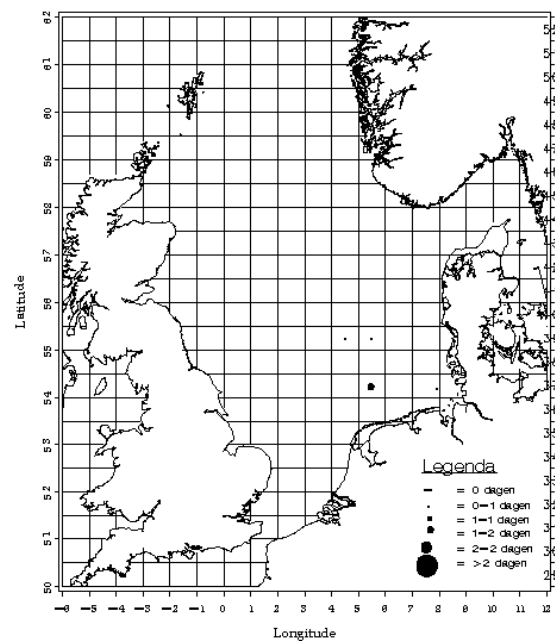 62
61
60
59
58
57
56
55
54
53
52
51
50
Latitude
Legenda
= 0 dagen
= 0-1 dagen
= 1-1 dagen
= 1-2 dagen
= 2-2 dagen
= >2 dagen
-6 -5 -4 -3 -2 -1 0 1 2 3 4 5 6 7 8 9 10 11 12
Longitude